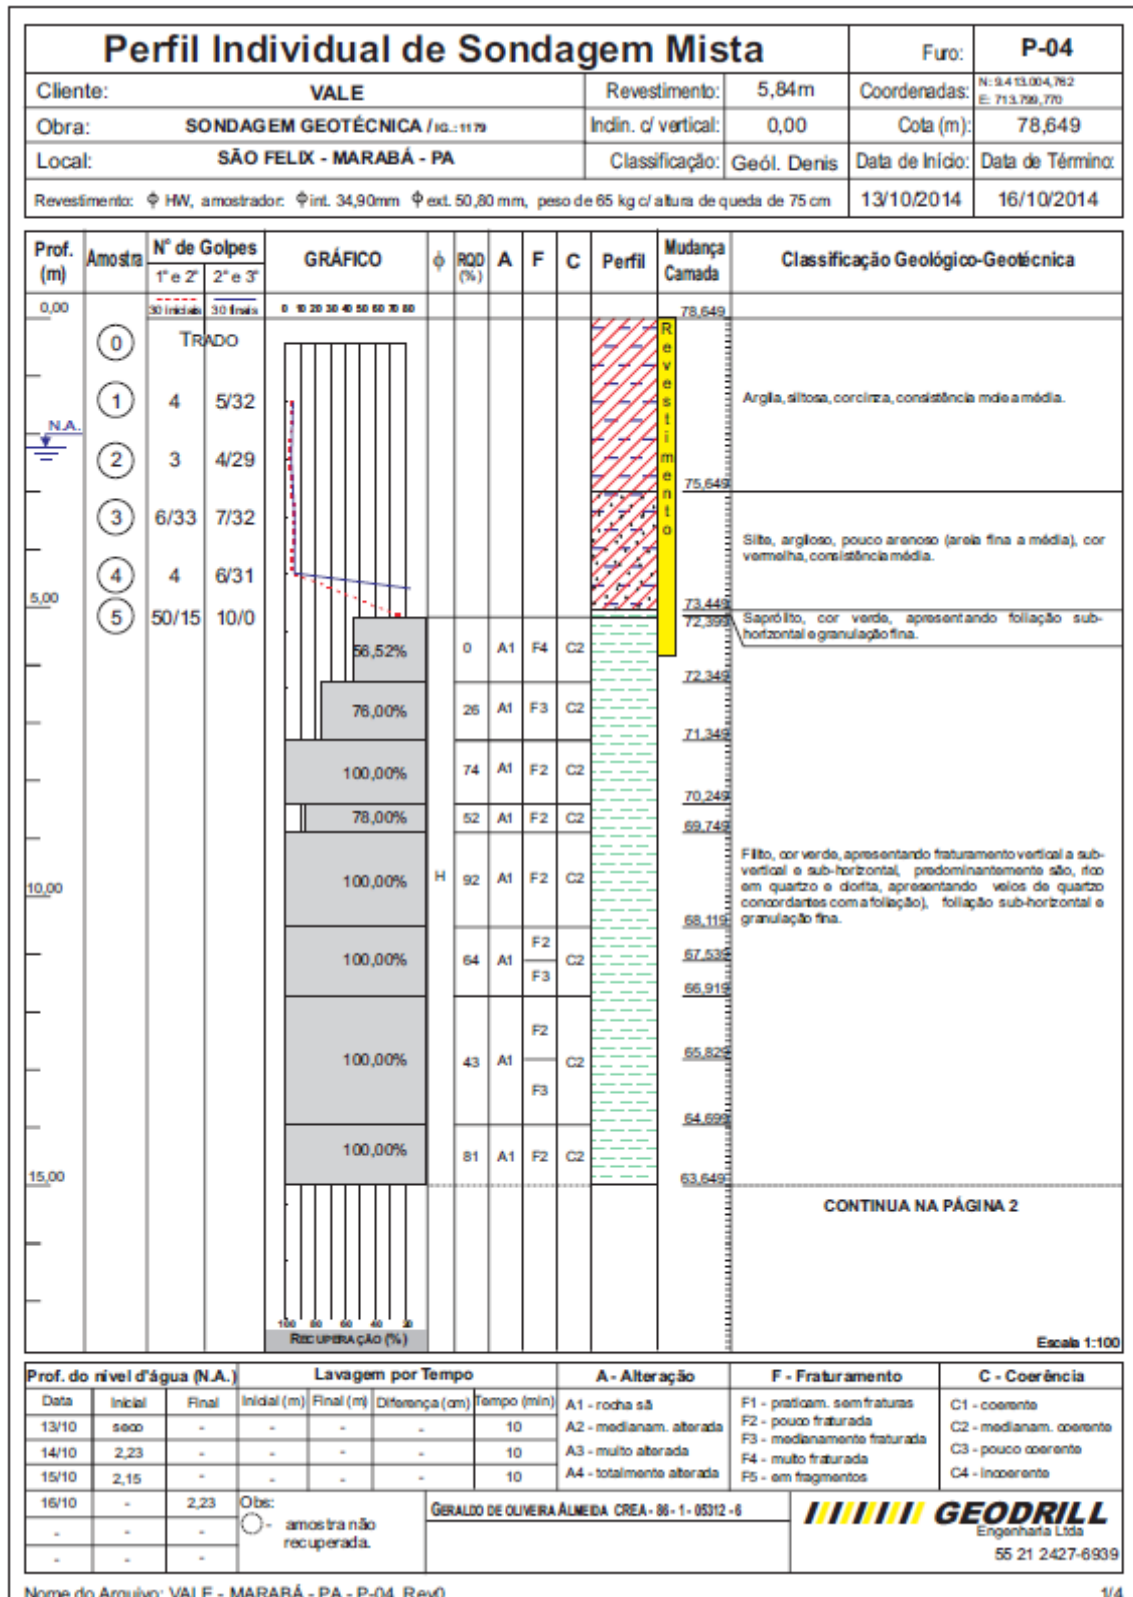 Perfil Individual de Sondagem Mista
Furo: P-04
Cliente: VALE
Revestimento: 5,84m
Coordenadas: N: 9.413.004,762
E: 713.799,770
Obra: SONDAGEM GEOTÉCNICA / IG.:1179
Inclin. c/ vertical: 0,00
Cota (m): 78,649
Local: SÃO FELIX - MARABÁ - PA
Classificação: Geól. Denis
Data de Início: Data de Término:
Revestimento: ϕ HW, amostrador: ϕ int. 34,90mm ϕ ext. 50,80 mm, peso de 65 kg c/ altura de queda de 75 cm
13/10/2014 16/10/2014
Prof. (m) Amostra N° de Golpes GRÁFICO ϕ RQD (%) A F C Perfil Mudança Camada Classificação Geológico-Geotécnica
1° e 2° 2° e 3°
30 iniciais 30 finais
0 10 20 30 40 50 60 70 80
0,00
78,649
0 TRADO
1 4 5/32
Argila, siltosa, cor cinza, consistência mole a média.
N.A.
2 3 4/29
Revestimento
75,649
3 6/33 7/32
Silte, argiloso, pouco arenoso (areia fina a média), cor
vermelha, consistência média.
4 4 6/31
5,00
73,449
5 50/15 10/0
72,399
Saprólito, cor verde, apresentando foliação sub-
horizontal e granulação fina.
56,52% 0 A1 F4 C2
72,349
76,00% 26 A1 F3 C2
71,349
100,00% 74 A1 F2 C2
70,249
78,00% 52 A1 F2 C2
69,749
Filito, cor verde, apresentando fraturamento vertical a sub-
vertical e sub-horizontal, predominantemente são, rico
em quartzo e clorita, apresentando veios de quartzo
concordantes com a foliação), foliação sub-horizontal e
granulação fina.
10,00
100,00% H 92 A1 F2 C2
68,119
100,00% 64 A1 F2 F3 C2
67,539
66,919
100,00% 43 A1 F2 F3 C2
65,829
64,699
100,00% 81 A1 F2 C2
15,00
63,649
CONTINUA NA PÁGINA 2
100 80 60 40 20
RECUPERAÇÃO (%)
Escala 1:100
Prof. do nível d'água (N.A.) Lavagem por Tempo A - Alteração F - Fraturamento C - Coerência
Data Inicial Final Inicial (m) Final (m) Diferença (cm) Tempo (min)
13/10 seco - - - - 10
14/10 2,23 - - - - 10
15/10 2,15 - - - - 10
16/10 - 2,23
- - -
- - -
A1 - rocha sã
A2 - medianam. alterada
A3 - muito alterada
A4 - totalmente alterada
F1 - praticam. sem fraturas
F2 - pouco fraturada
F3 - medianamente fraturada
F4 - muito fraturada
F5 - em fragmentos
C1 - coerente
C2 - medianam. coerente
C3 - pouco coerente
C4 - incoerente
Obs:
- amostra não
recuperada.
GERALDO DE OLIVEIRA ALMEIDA CREA - 86 - 1 - 05312 - 6
GEODRILL
Engenharia Ltda
55 21 2427-6939
Nome do Arquivo: VALE - MARABÁ - PA - P-04 Rev0
1/4